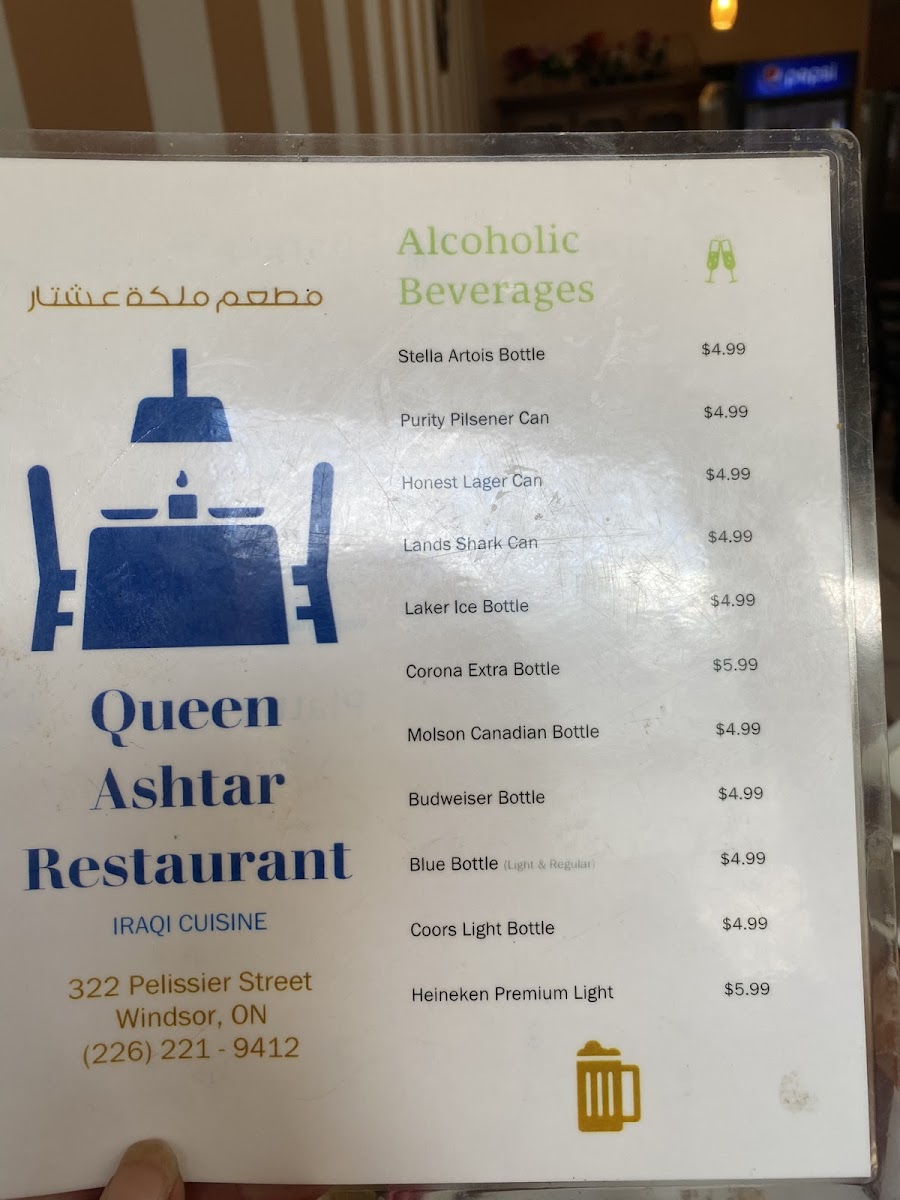 pepsi
مطعم ملكة عشتار
Queen
Ashtar
Restaurant
IRAQI CUISINE
322 Pelissier Street
Windsor, ON
(226) 221 - 9412
Alcoholic
Beverages
Stella Artois Bottle $4.99
Purity Pilsener Can $4.99
Honest Lager Can $4.99
Lands Shark Can $4.99
Laker Ice Bottle $4.99
Corona Extra Bottle $5.99
Molson Canadian Bottle $4.99
Budweiser Bottle $4.99
Blue Bottle (Light & Regular) $4.99
Coors Light Bottle $4.99
Heineken Premium Light $5.99